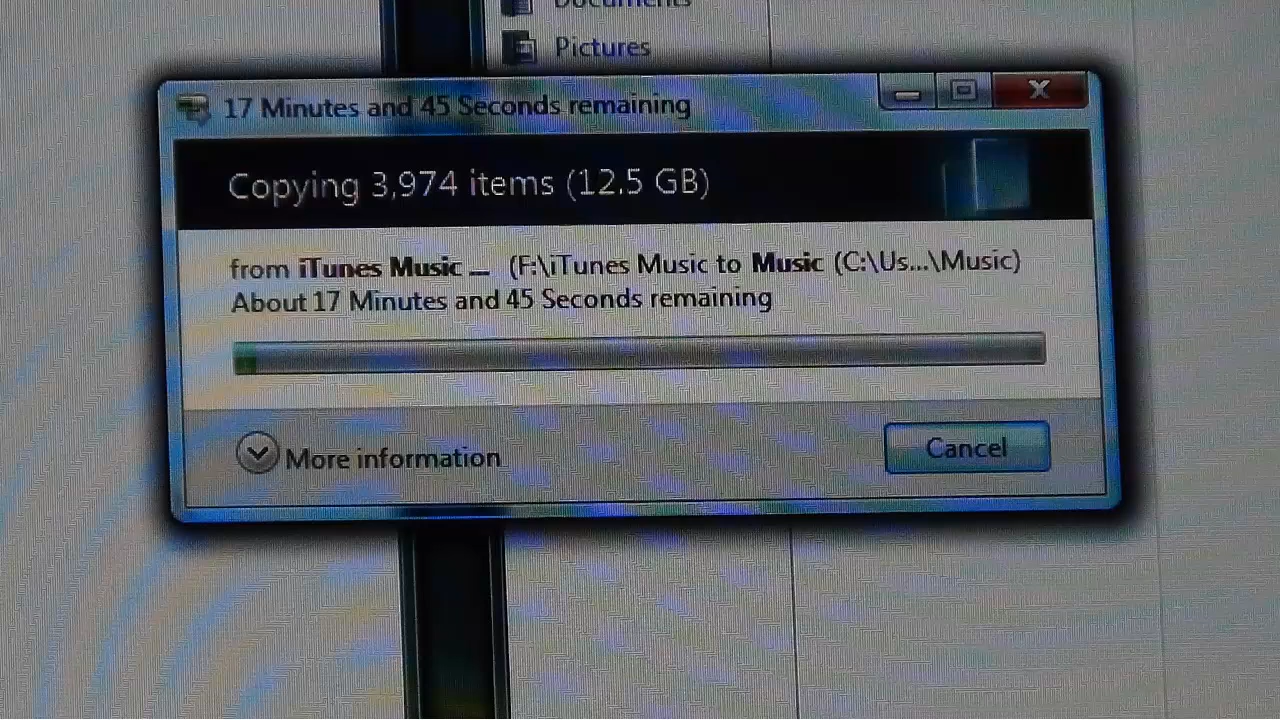 Documents
Pictures
17 Minutes and 45 Seconds remaining
Copying 3,974 items (12.5 GB)
from iTunes Music ... (F:\iTunes Music to Music (C:\Us...\Music)
About 17 Minutes and 45 Seconds remaining
More information
Cancel